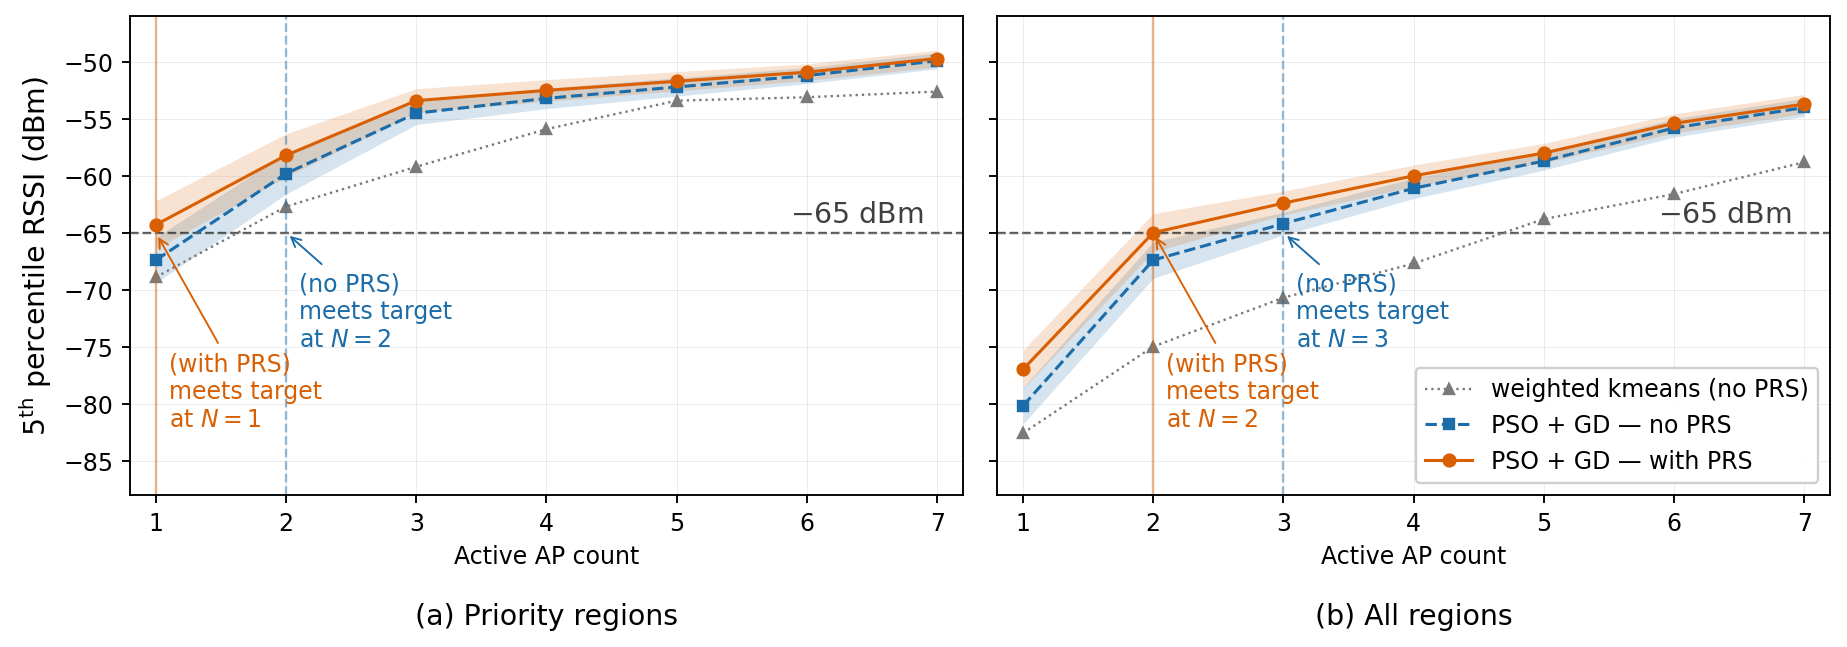 5th percentile RSSI (dBm)
−50
−55
−60
−65
−70
−75
−80
−85
−65 dBm
(no PRS)
meets target
at N = 2
(with PRS)
meets target
at N = 1
1 2 3 4 5 6 7
Active AP count
(a) Priority regions
−65 dBm
(no PRS)
meets target
at N = 3
(with PRS)
meets target
at N = 2
weighted kmeans (no PRS)
PSO + GD — no PRS
PSO + GD — with PRS
1 2 3 4 5 6 7
Active AP count
(b) All regions